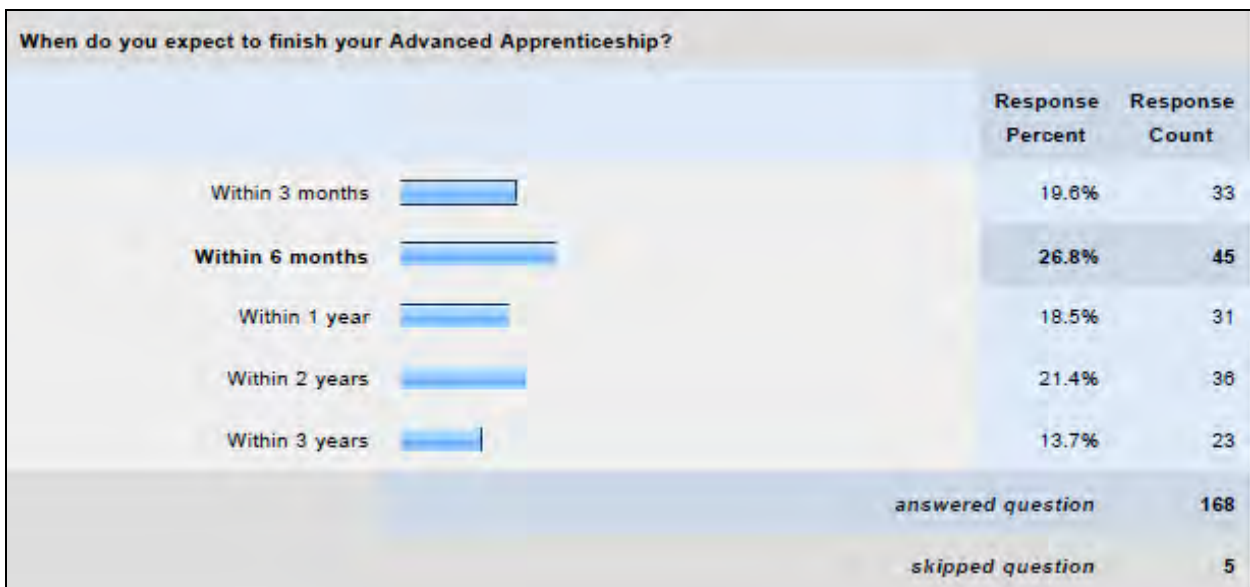 When do you expect to finish your Advanced Apprenticeship?
Response Percent Response Count
Within 3 months 19.6% 33
Within 6 months 26.8% 45
Within 1 year 18.5% 31
Within 2 years 21.4% 36
Within 3 years 13.7% 23
answered question 168
skipped question 5